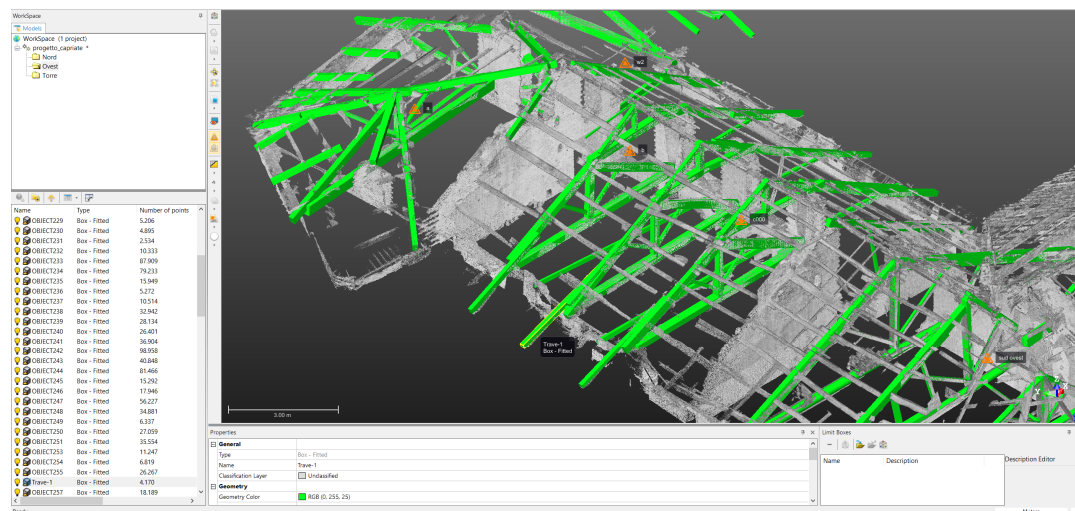 WorkSpace
Models
WorkSpace (1 project)
progetto_capriate *
Nord
Ovest
Torre
Name Type Number of points
OBJECT229 Box - Fitted 5.206
OBJECT230 Box - Fitted 4.895
OBJECT231 Box - Fitted 2.534
OBJECT232 Box - Fitted 10.333
OBJECT233 Box - Fitted 87.909
OBJECT234 Box - Fitted 79.233
OBJECT235 Box - Fitted 15.949
OBJECT236 Box - Fitted 5.272
OBJECT237 Box - Fitted 10.514
OBJECT238 Box - Fitted 32.942
OBJECT239 Box - Fitted 28.134
OBJECT240 Box - Fitted 26.401
OBJECT241 Box - Fitted 36.904
OBJECT242 Box - Fitted 98.958
OBJECT243 Box - Fitted 40.848
OBJECT244 Box - Fitted 81.466
OBJECT245 Box - Fitted 15.292
OBJECT246 Box - Fitted 17.946
OBJECT247 Box - Fitted 56.227
OBJECT248 Box - Fitted 34.881
OBJECT249 Box - Fitted 6.337
OBJECT250 Box - Fitted 27.059
OBJECT251 Box - Fitted 35.554
OBJECT253 Box - Fitted 11.247
OBJECT254 Box - Fitted 6.819
OBJECT255 Box - Fitted 26.267
Trave-1 Box - Fitted 4.170
OBJECT257 Box - Fitted 18.189
w2
c000
Trave-1
Box - Fitted
sud ovest
X
Y
3.00 m
Properties
General
Type Box - Fitted
Name Trave-1
Classification Layer Unclassified
Geometry
Geometry Color RGB (0, 255, 25)
Limit Boxes
Name Description
Description Editor